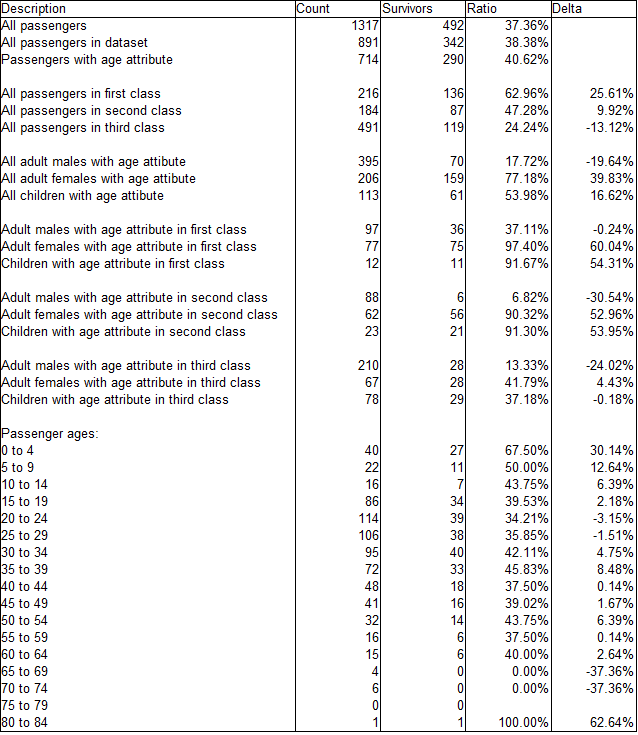 Description Count Survivors Ratio Delta
All passengers 1317 492 37.36%
All passengers in dataset 891 342 38.38%
Passengers with age attribute 714 290 40.62%
All passengers in first class 216 136 62.96% 25.61%
All passengers in second class 184 87 47.28% 9.92%
All passengers in third class 491 119 24.24% -13.12%
All adult males with age attibute 395 70 17.72% -19.64%
All adult females with age attibute 206 159 77.18% 39.83%
All children with age attibute 113 61 53.98% 16.62%
Adult males with age attribute in first class 97 36 37.11% -0.24%
Adult females with age attribute in first class 77 75 97.40% 60.04%
Children with age attribute in first class 12 11 91.67% 54.31%
Adult males with age attribute in second class 88 6 6.82% -30.54%
Adult females with age attribute in second class 62 56 90.32% 52.96%
Children with age attribute in second class 23 21 91.30% 53.95%
Adult males with age attribute in third class 210 28 13.33% -24.02%
Adult females with age attribute in third class 67 28 41.79% 4.43%
Children with age attribute in third class 78 29 37.18% -0.18%
Passenger ages:
0 to 4 40 27 67.50% 30.14%
5 to 9 22 11 50.00% 12.64%
10 to 14 16 7 43.75% 6.39%
15 to 19 86 34 39.53% 2.18%
20 to 24 114 39 34.21% -3.15%
25 to 29 106 38 35.85% -1.51%
30 to 34 95 40 42.11% 4.75%
35 to 39 72 33 45.83% 8.48%
40 to 44 48 18 37.50% 0.14%
45 to 49 41 16 39.02% 1.67%
50 to 54 32 14 43.75% 6.39%
55 to 59 16 6 37.50% 0.14%
60 to 64 15 6 40.00% 2.64%
65 to 69 4 0 0.00% -37.36%
70 to 74 6 0 0.00% -37.36%
75 to 79 0 0
80 to 84 1 1 100.00% 62.64%